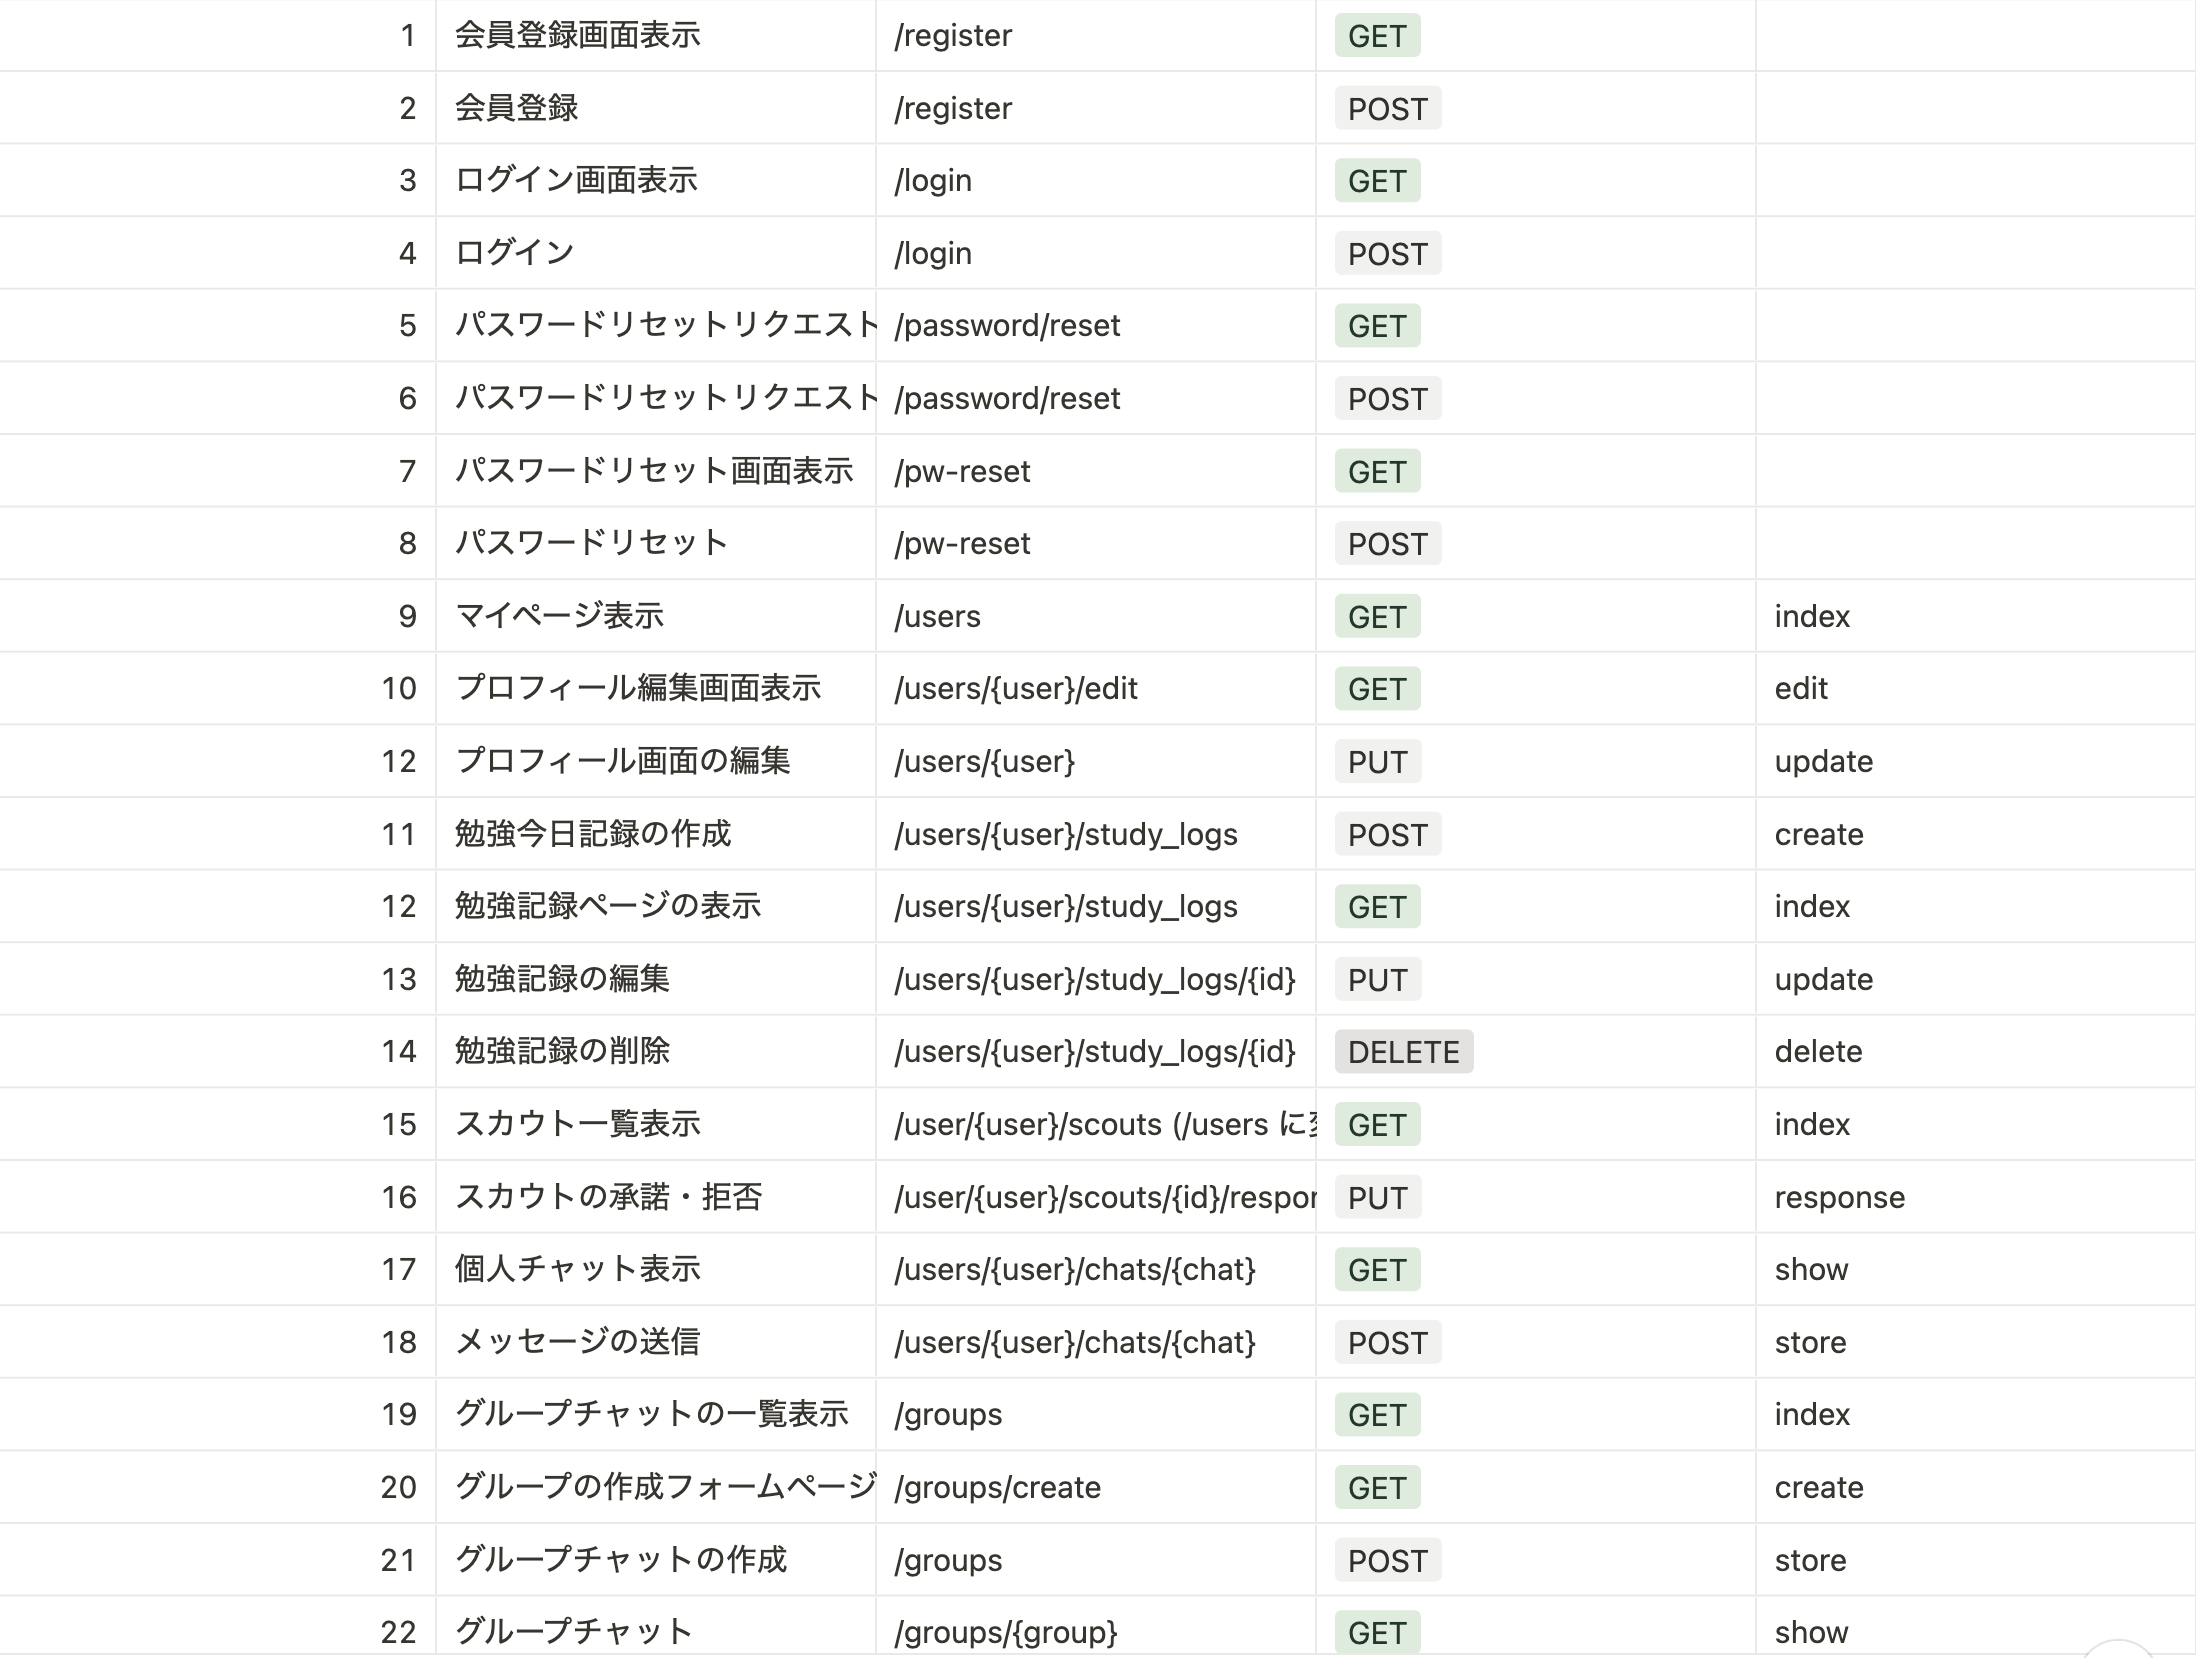 1 会員登録画面表示 /register GET
2 会員登録 /register POST
3 ログイン画面表示 /login GET
4 ログイン /login POST
5 パスワードリセットリクエスト /password/reset GET
6 パスワードリセットリクエスト /password/reset POST
7 パスワードリセット画面表示 /pw-reset GET
8 パスワードリセット /pw-reset POST
9 マイページ表示 /users GET index
10 プロフィール編集画面表示 /users/{user}/edit GET edit
12 プロフィール画面の編集 /users/{user} PUT update
11 勉強今日記録の作成 /users/{user}/study_logs POST create
12 勉強記録ページの表示 /users/{user}/study_logs GET index
13 勉強記録の編集 /users/{user}/study_logs/{id} PUT update
14 勉強記録の削除 /users/{user}/study_logs/{id} DELETE delete
15 スカウト一覧表示 /user/{user}/scouts (/users に GET index
16 スカウトの承諾・拒否 /user/{user}/scouts/{id}/respon PUT response
17 個人チャット表示 /users/{user}/chats/{chat} GET show
18 メッセージの送信 /users/{user}/chats/{chat} POST store
19 グループチャットの一覧表示 /groups GET index
20 グループの作成フォームページ /groups/create GET create
21 グループチャットの作成 /groups POST store
22 グループチャット /groups/{group} GET show